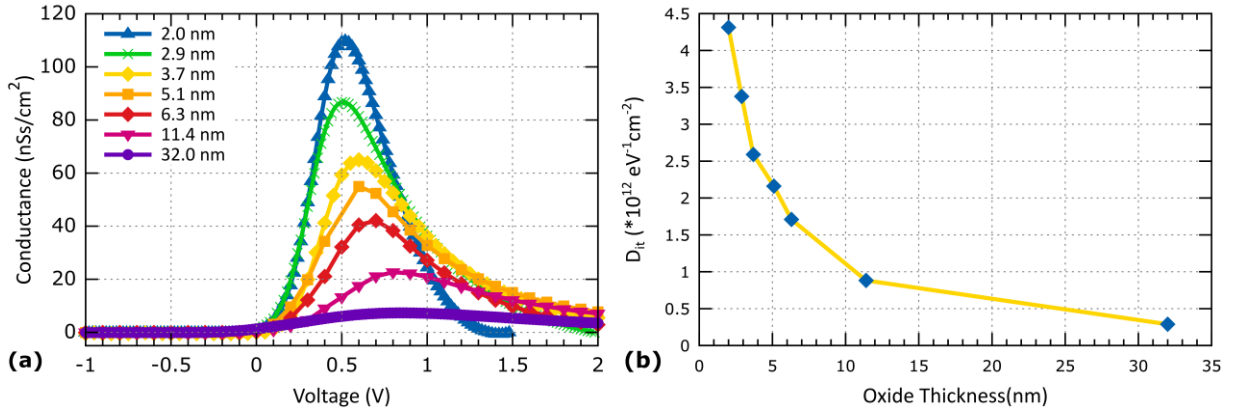 120
100
80
60
40
20
0
Conductance (nSs/cm²)
2.0 nm
2.9 nm
3.7 nm
5.1 nm
6.3 nm
11.4 nm
32.0 nm
-1 -0.5 0 0.5 1 1.5 2
Voltage (V)
(a)
4.5
4
3.5
3
2.5
2
1.5
1
0.5
0
D_it (*10¹² eV⁻¹cm⁻²)
0 5 10 15 20 25 30 35
Oxide Thickness(nm)
(b)